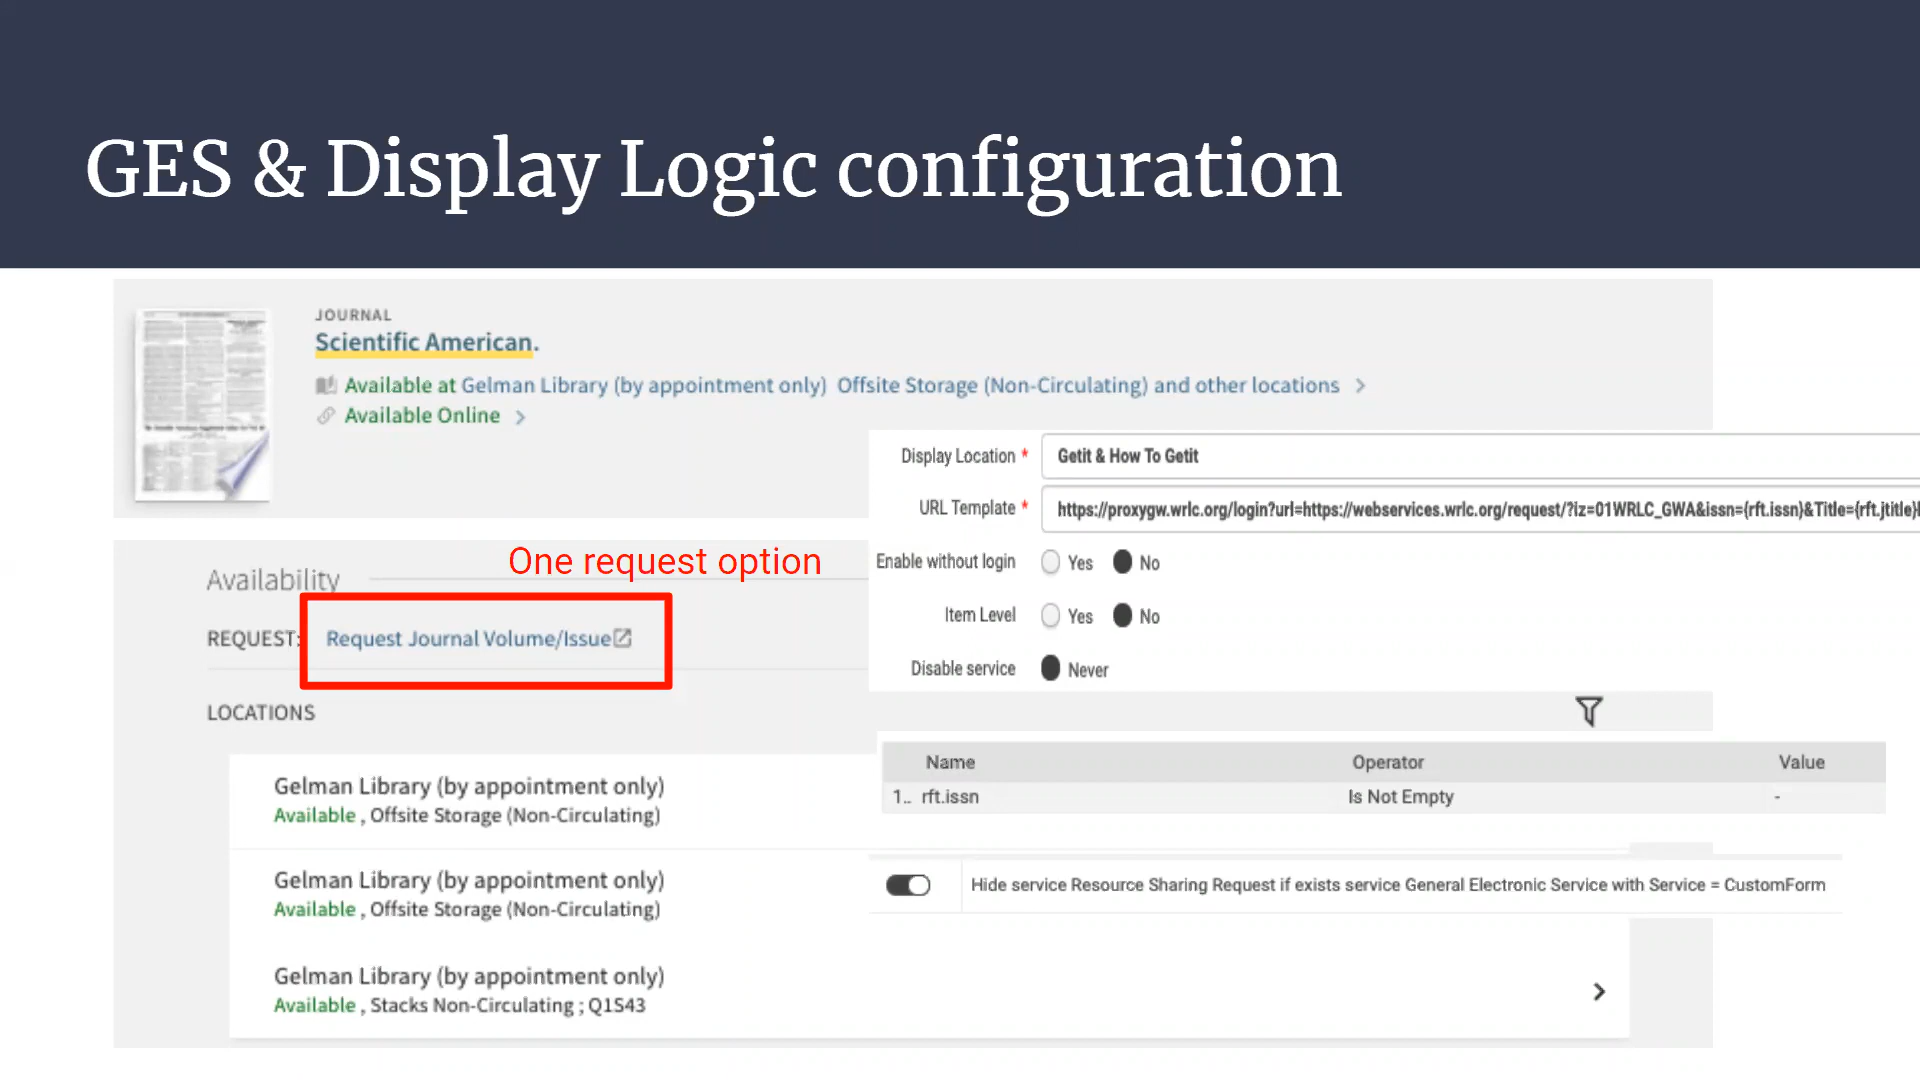 GES & Display Logic configuration
JOURNAL
Scientific American.
Available at Gelman Library (by appointment only) Offsite Storage (Non-Circulating) and other locations
Available Online
One request option
Availability
REQUEST: Request Journal Volume/Issue
LOCATIONS
Gelman Library (by appointment only)
Available , Offsite Storage (Non-Circulating)
Gelman Library (by appointment only)
Available , Offsite Storage (Non-Circulating)
Gelman Library (by appointment only)
Available , Stacks Non-Circulating ; Q1S43
Display Location * Getit & How To Getit
URL Template * https://proxygw.wrlc.org/login?url=https://webservices.wrlc.org/request/?iz=01WRLC_GWA&issn={rft.issn}&Title={rft.jtitle}
Enable without login Yes No
Item Level Yes No
Disable service Never
Name Operator Value
1.. rft.issn Is Not Empty -
Hide service Resource Sharing Request if exists service General Electronic Service with Service = CustomForm